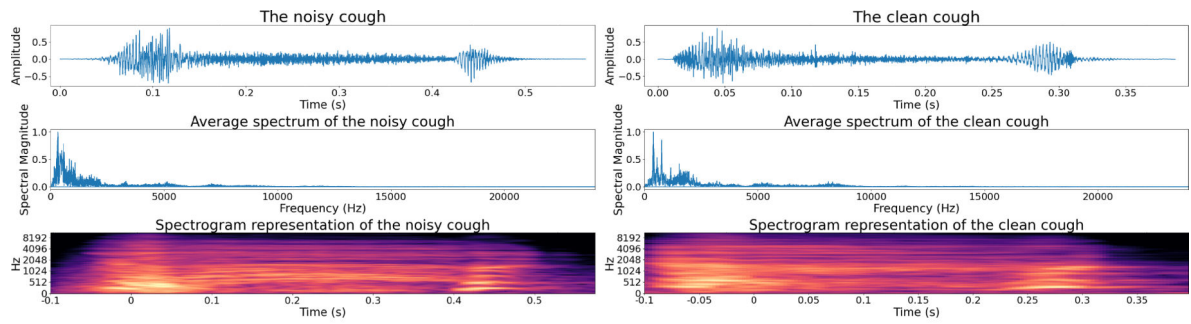 The noisy cough
Amplitude
0.5
0.0
−0.5
0.0 0.1 0.2 0.3 0.4 0.5
Time (s)
Average spectrum of the noisy cough
Spectral Magnitude
1.0
0.5
0.0
0 5000 10000 15000 20000
Frequency (Hz)
Spectrogram representation of the noisy cough
Hz
8192
4096
2048
1024
512
0
-0.1 0 0.1 0.2 0.3 0.4 0.5
Time (s)
The clean cough
Amplitude
0.5
0.0
−0.5
0.00 0.05 0.10 0.15 0.20 0.25 0.30 0.35
Time (s)
Average spectrum of the clean cough
Spectral Magnitude
1.0
0.5
0.0
0 5000 10000 15000 20000
Frequency (Hz)
Spectrogram representation of the clean cough
Hz
8192
4096
2048
1024
512
0
-0.1 -0.05 0 0.05 0.1 0.15 0.2 0.25 0.3 0.35
Time (s)